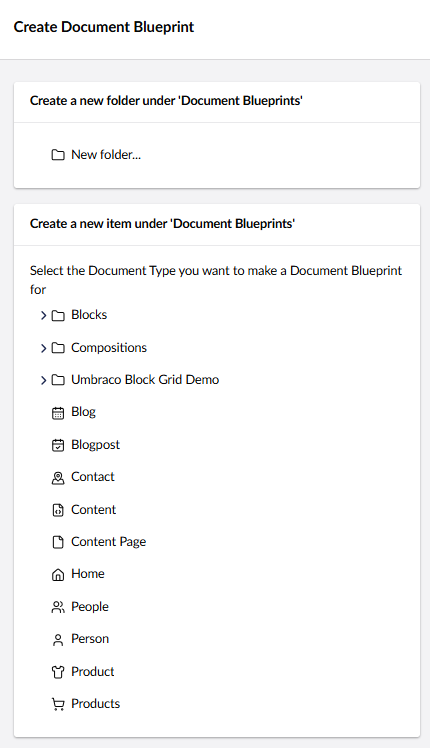 Create Document Blueprint
Create a new folder under 'Document Blueprints'
New folder...
Create a new item under 'Document Blueprints'
Select the Document Type you want to make a Document Blueprint
for
Blocks
Compositions
Umbraco Block Grid Demo
Blog
Blogpost
Contact
Content
Content Page
Home
People
Person
Product
Products